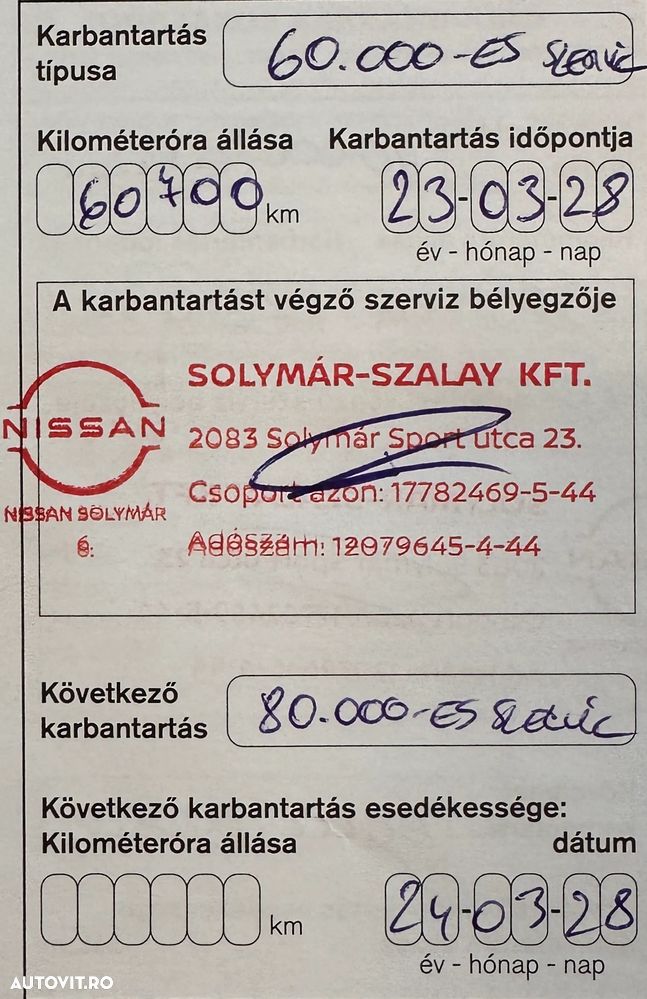 Karbantartás típusa 60.000-ES SZERVIZ
Kilométeróra állása Karbantartás időpontja
60700 km 23-03-28
év - hónap - nap
A karbantartást végző szerviz bélyegzője
SOLYMÁR-SZALAY KFT.
NISSAN 2083 Solymár Sport utca 23.
Csoport azon: 17782469-5-44
NISSAN SOLYMÁR
6. Adószám: 12079645-4-44
Következő karbantartás 80.000-ES SZERVIZ
Következő karbantartás esedékessége:
Kilométeróra állása dátum
km 24-03-28
év - hónap - nap
AUTOVIT.RO